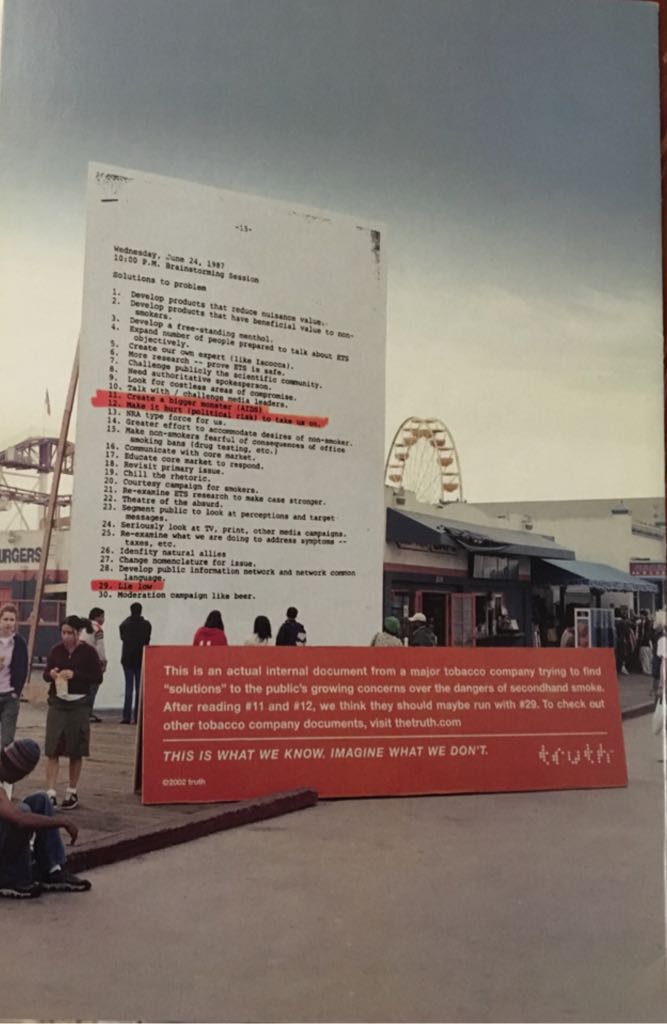 -15-
Wednesday, June 24, 1987
10:00 P.M. Brainstorming Session
Solutions to problem
1. Develop products that reduce nuisance value.
2. Develop products that have beneficial value to non-
smokers.
3. Develop a free-standing menthol.
4. Expand number of people prepared to talk about ETS
objectively.
5. Create our own expert (like Iacocca).
6. More research -- prove ETS is safe.
7. Challenge publicly the scientific community.
8. Need authoritative spokesperson.
9. Look for costless areas of compromise.
10. Talk with / challenge media leaders.
11. Create a bigger monster (AIDS)
12. Make it hurt (political risk) to take us on.
13. NRA type force for us.
14. Greater effort to accommodate desires of non-smoker.
15. Make non-smokers fearful of consequences of office
smoking bans (drug testing, etc.)
16. Communicate with core market.
17. Educate core market to respond.
18. Revisit primary issue.
19. Chill the rhetoric.
20. Courtesy campaign for smokers.
21. Re-examine ETS research to make case stronger.
22. Theatre of the absurd.
23. Segment public to look at perceptions and target
messages.
24. Seriously look at TV, print, other media campaigns.
25. Re-examine what we are doing to address symptoms --
taxes, etc.
26. Idenfity natural allies
27. Change nomenclature for issue.
28. Develop public information network and network common
language.
29. Lie low
30. Moderation campaign like beer.
URGERS
This is an actual internal document from a major tobacco company trying to find
"solutions" to the public's growing concerns over the dangers of secondhand smoke.
After reading #11 and #12, we think they should maybe run with #29. To check out
other tobacco company documents, visit thetruth.com
THIS IS WHAT WE KNOW. IMAGINE WHAT WE DON'T.
truth
©2002 truth